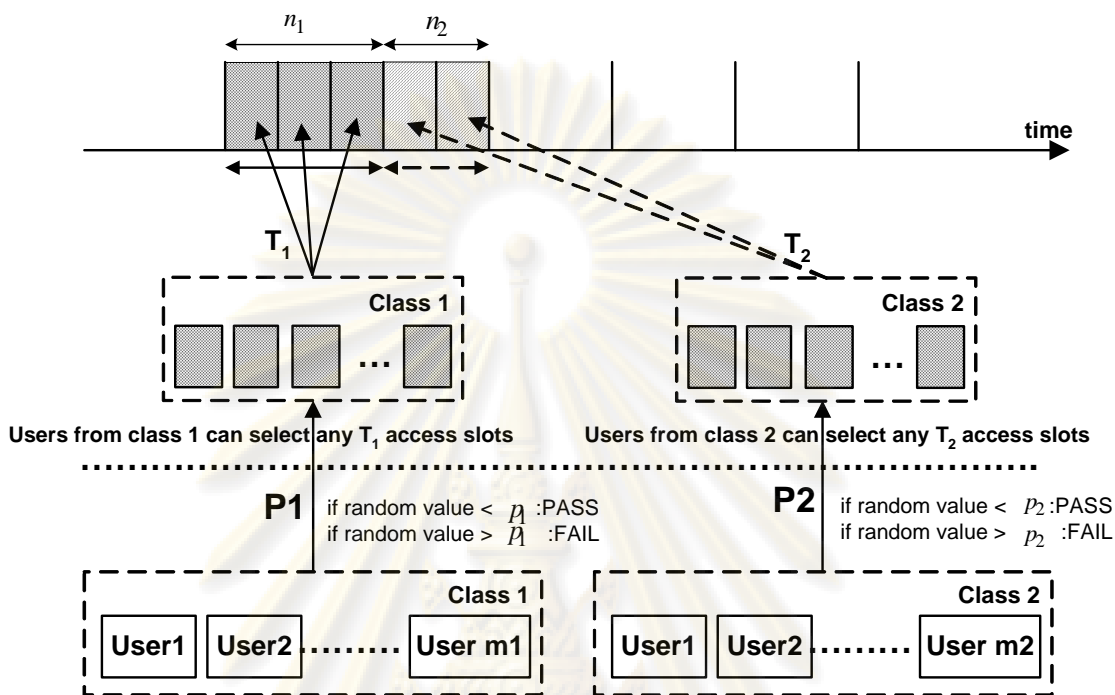 n1 n2
time
T1 T2
Class 1 Class 2
... ...
Users from class 1 can select any T1 access slots
Users from class 2 can select any T2 access slots
P1
if random value < p1 :PASS
if random value > p1 :FAIL
P2
if random value < p2 :PASS
if random value > p2 :FAIL
Class 1
User1 User2 ......... User m1
Class 2
User1 User2 ......... User m2